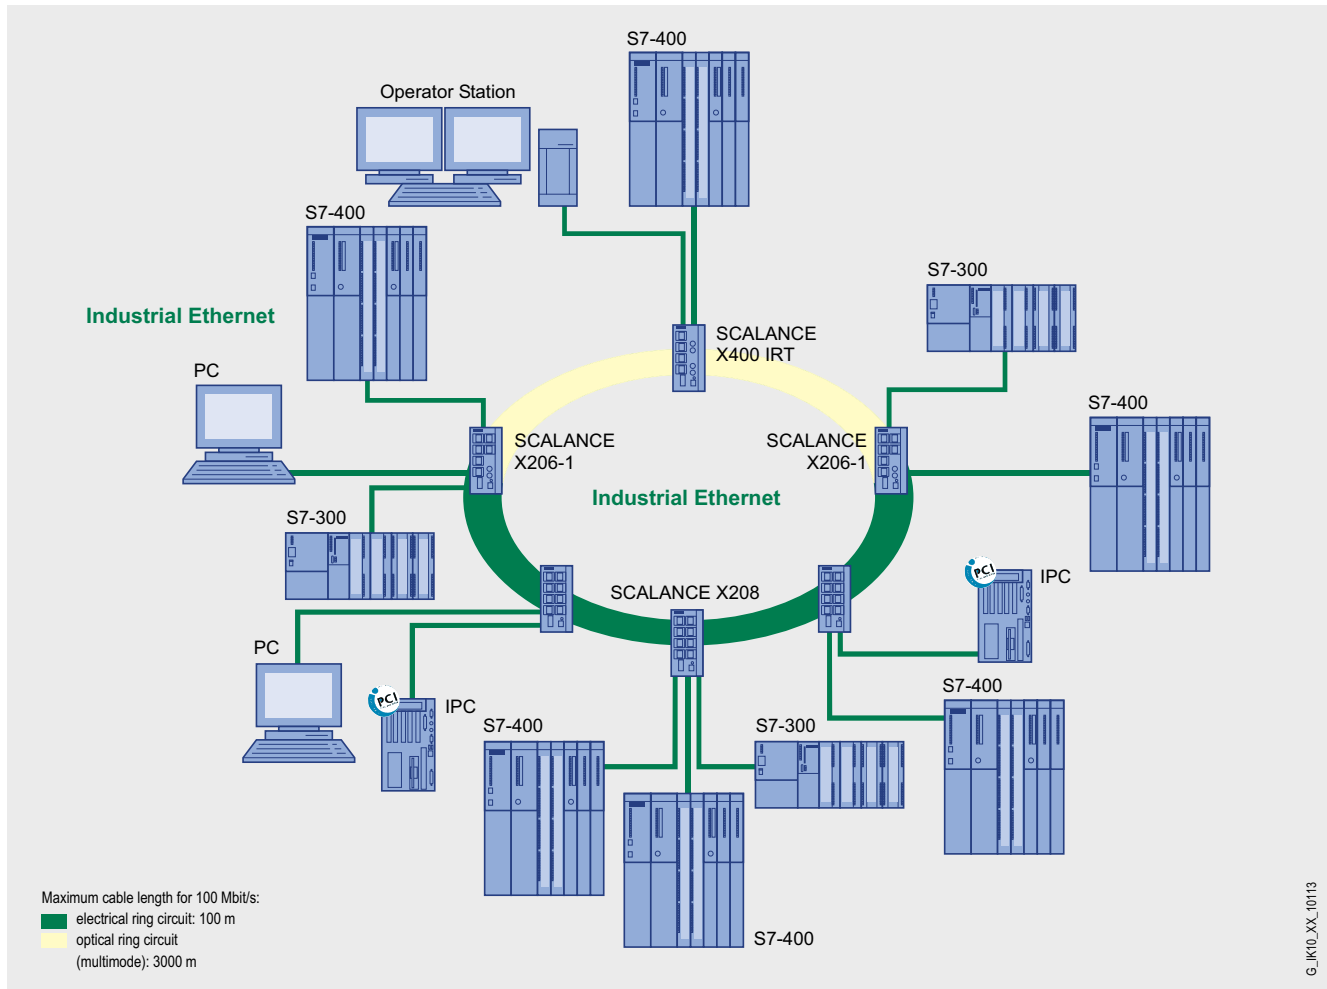 S7-400
Operator Station
S7-400
S7-300
Industrial Ethernet
SCALANCE
X400 IRT
PC
S7-400
SCALANCE
X206-1
SCALANCE
X206-1
Industrial Ethernet
S7-300
PCI
IPC
SCALANCE X208
PC
PCI
IPC
S7-400
S7-400
S7-300
S7-400
Maximum cable length for 100 Mbit/s:
electrical ring circuit: 100 m
optical ring circuit
(multimode): 3000 m
G_IK10_XX_10113